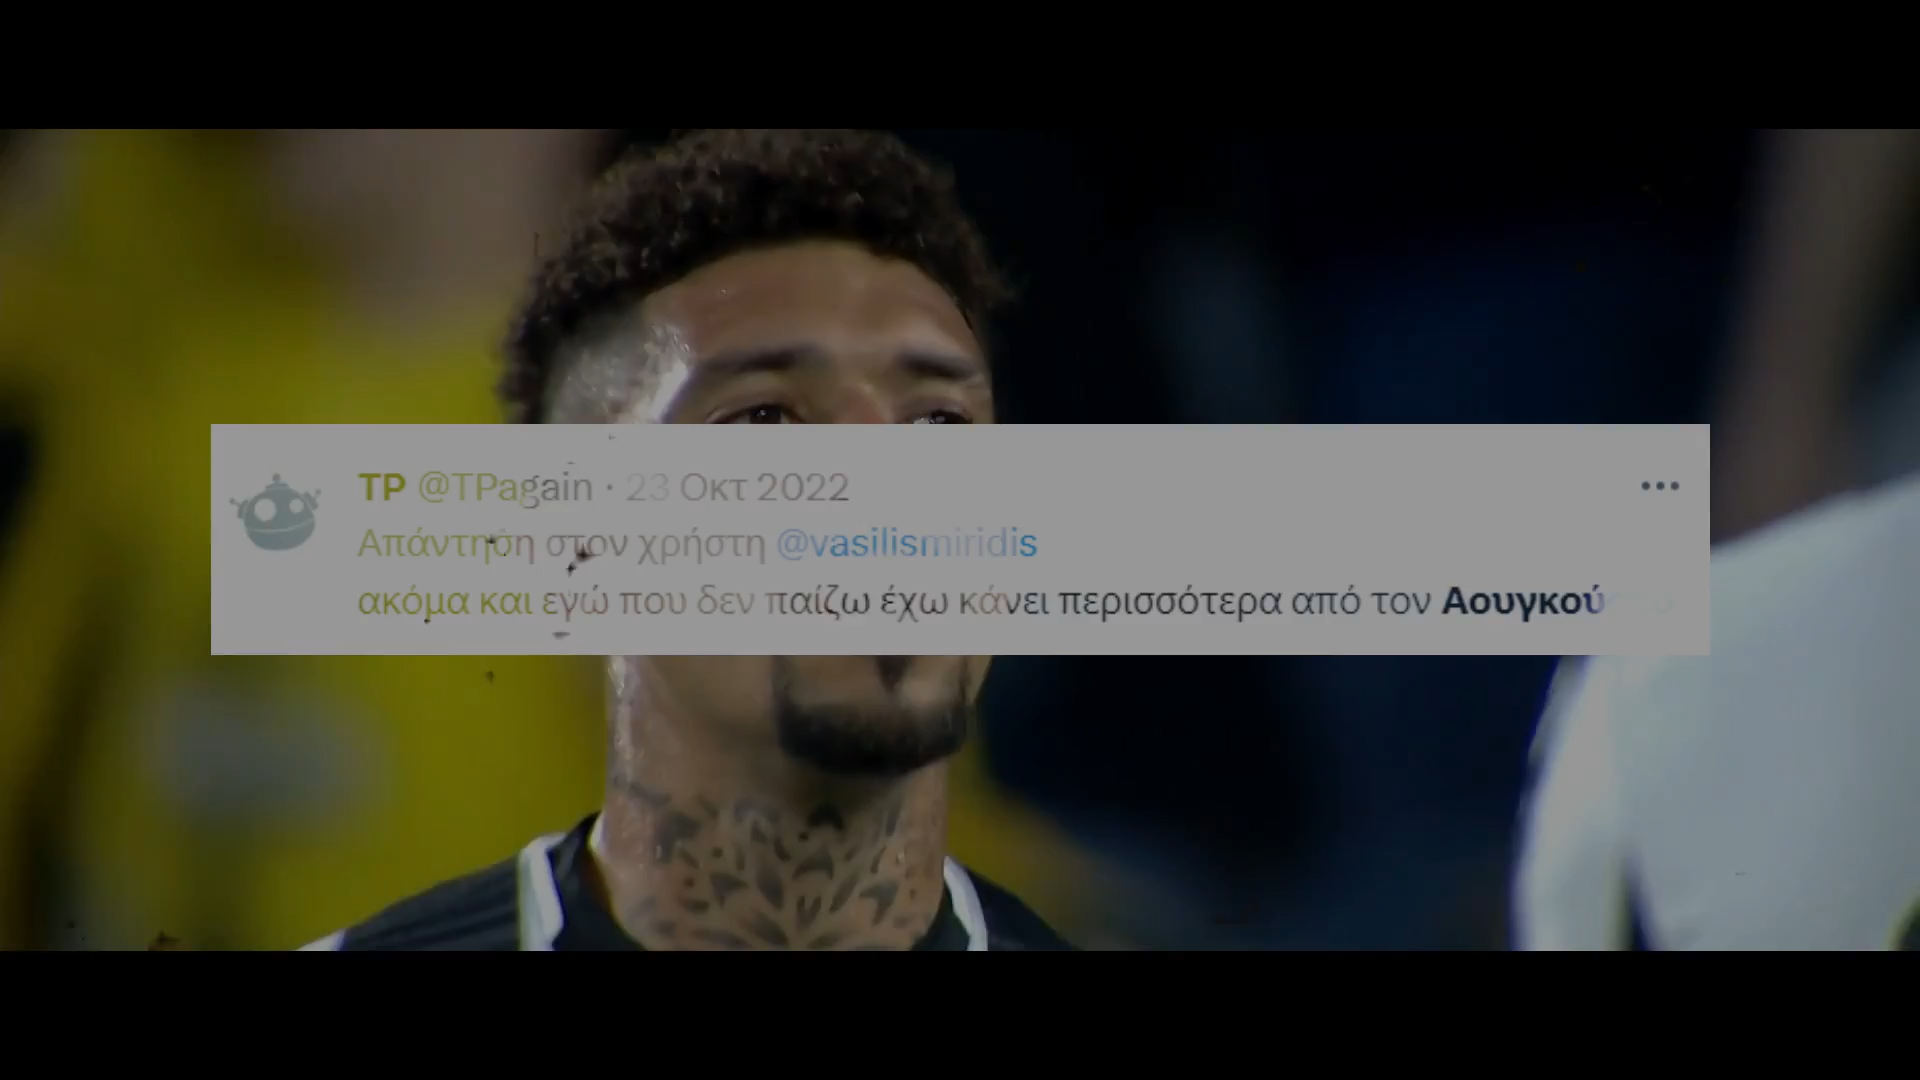 TP @TPagain · 23 Οκτ 2022
Απάντηση στον χρήστη @vasilismiridis
ακόμα και εγώ που δεν παίζω έχω κάνει περισσότερα από τον